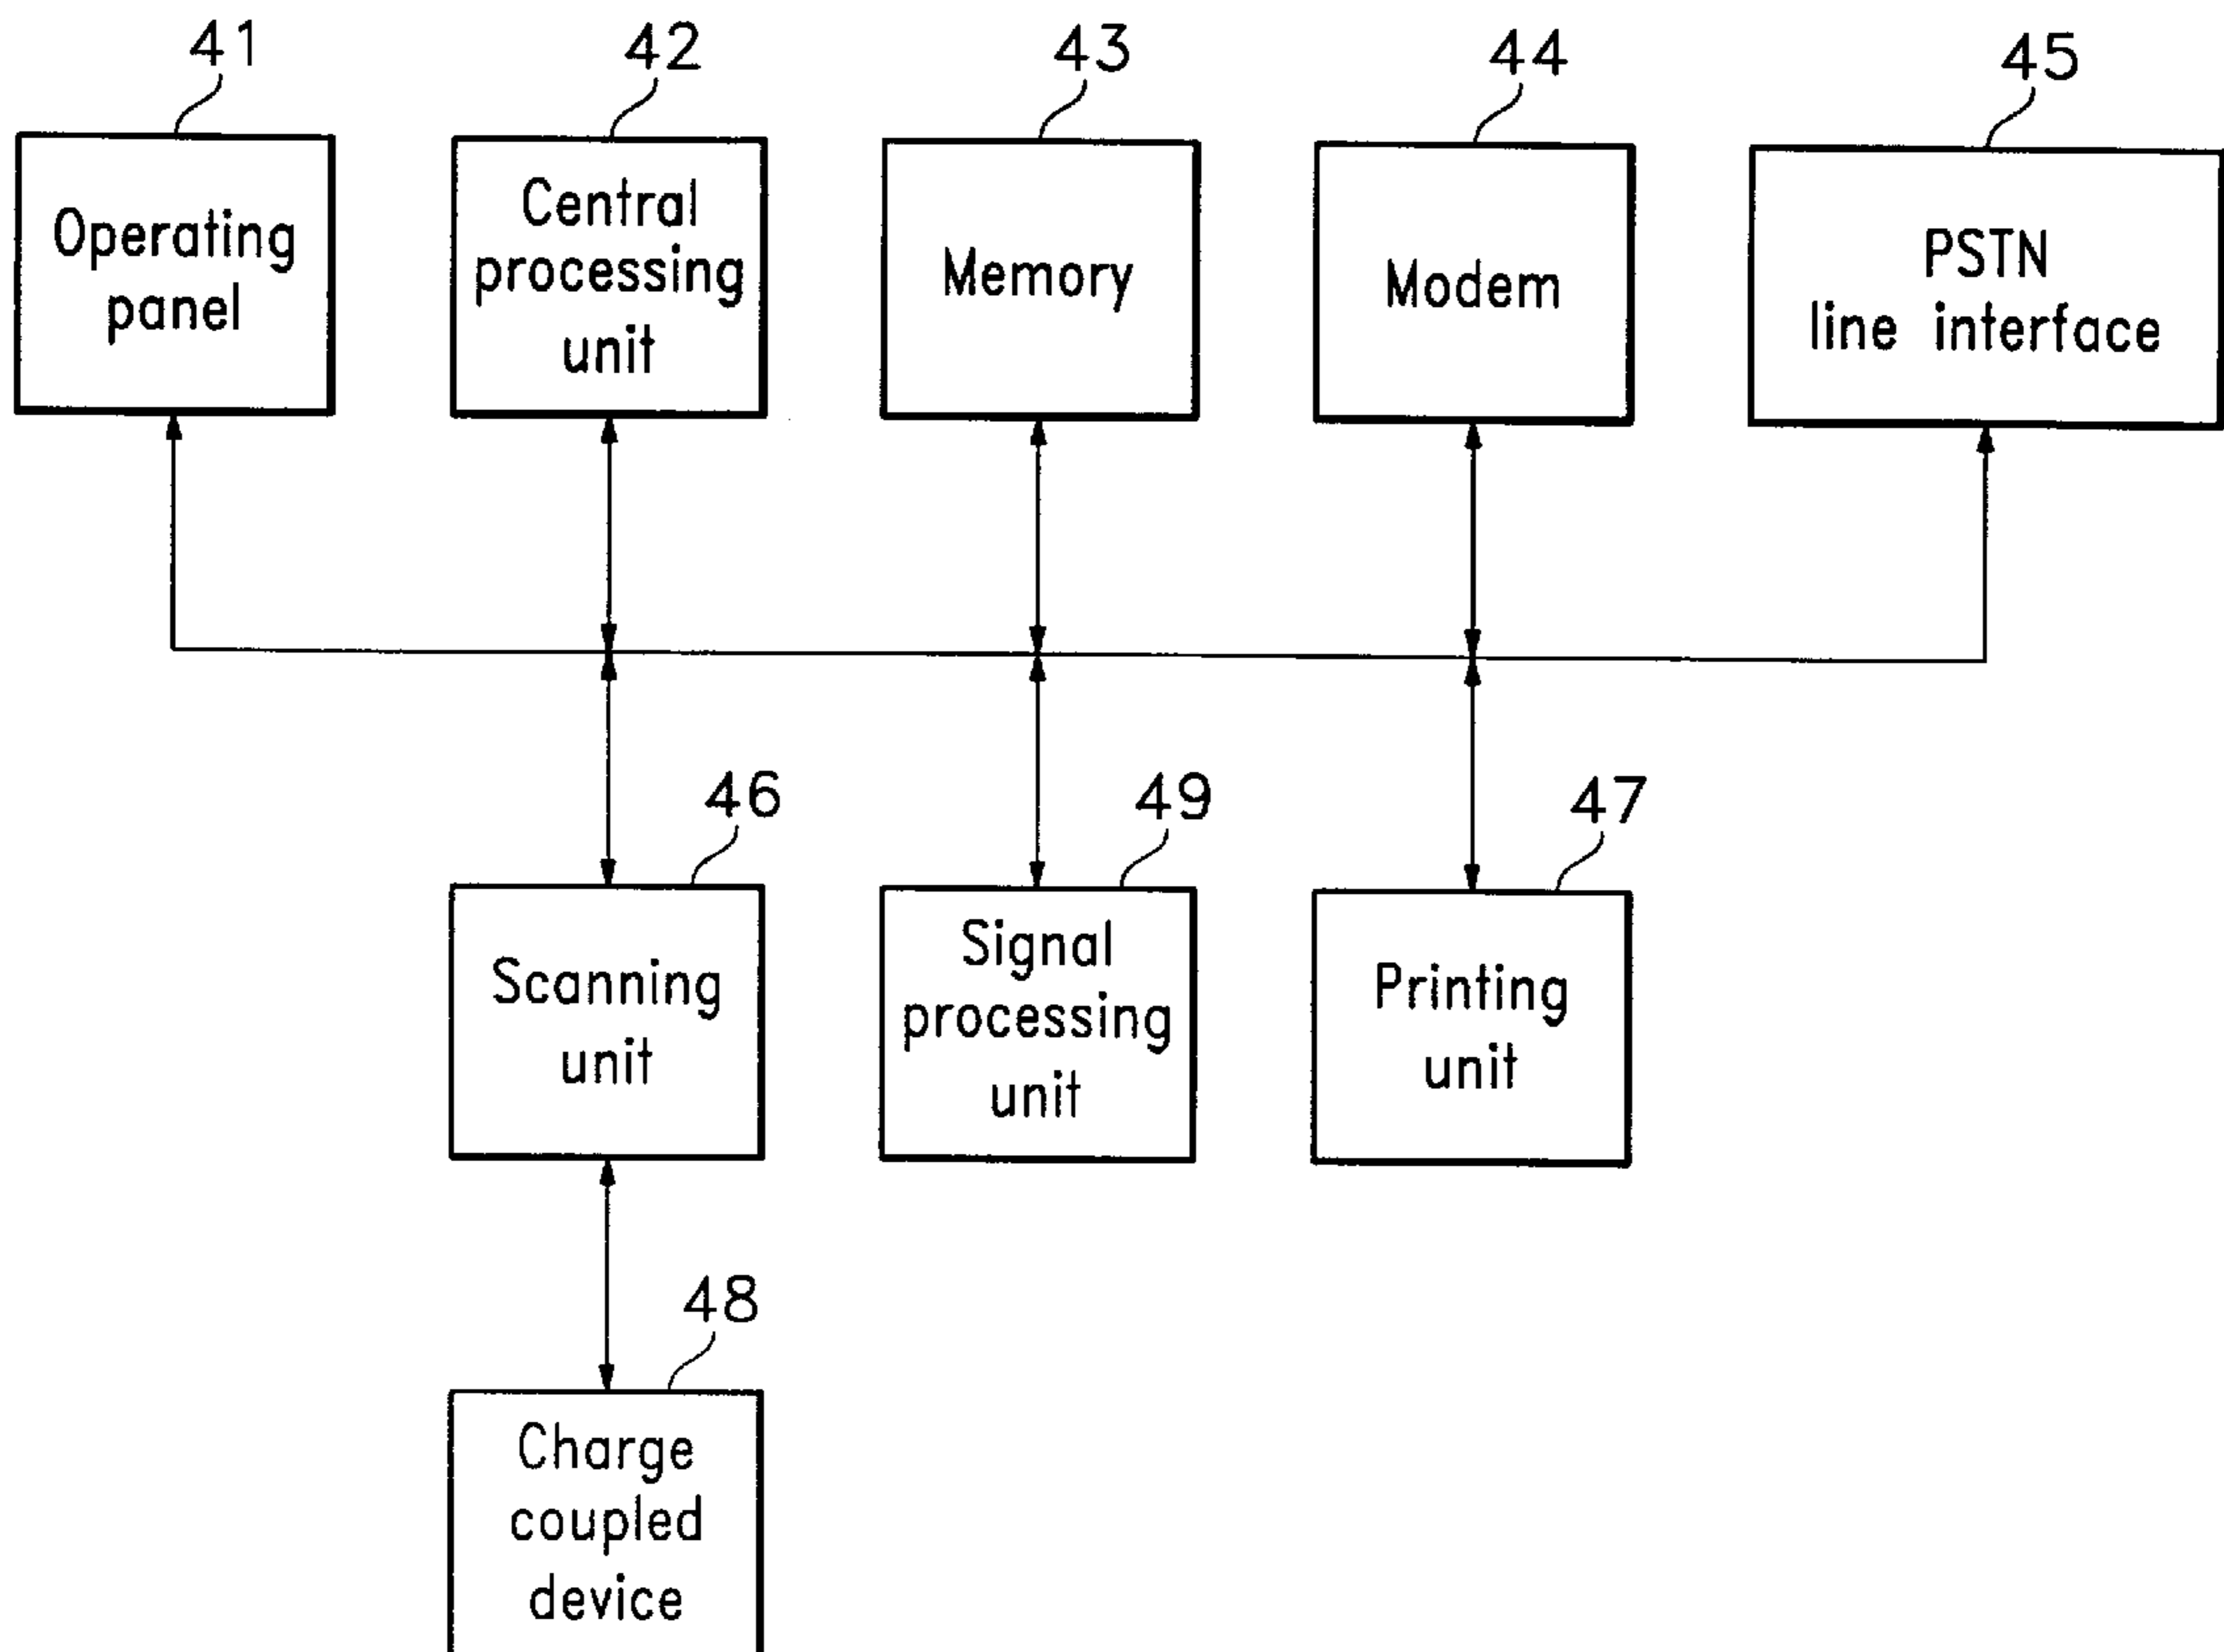 41
42
43
44
45
Operating
panel
Central
processing
unit
Memory
Modem
PSTN
line interface
46
49
47
Scanning
unit
Signal
processing
unit
Printing
unit
48
Charge
coupled
device